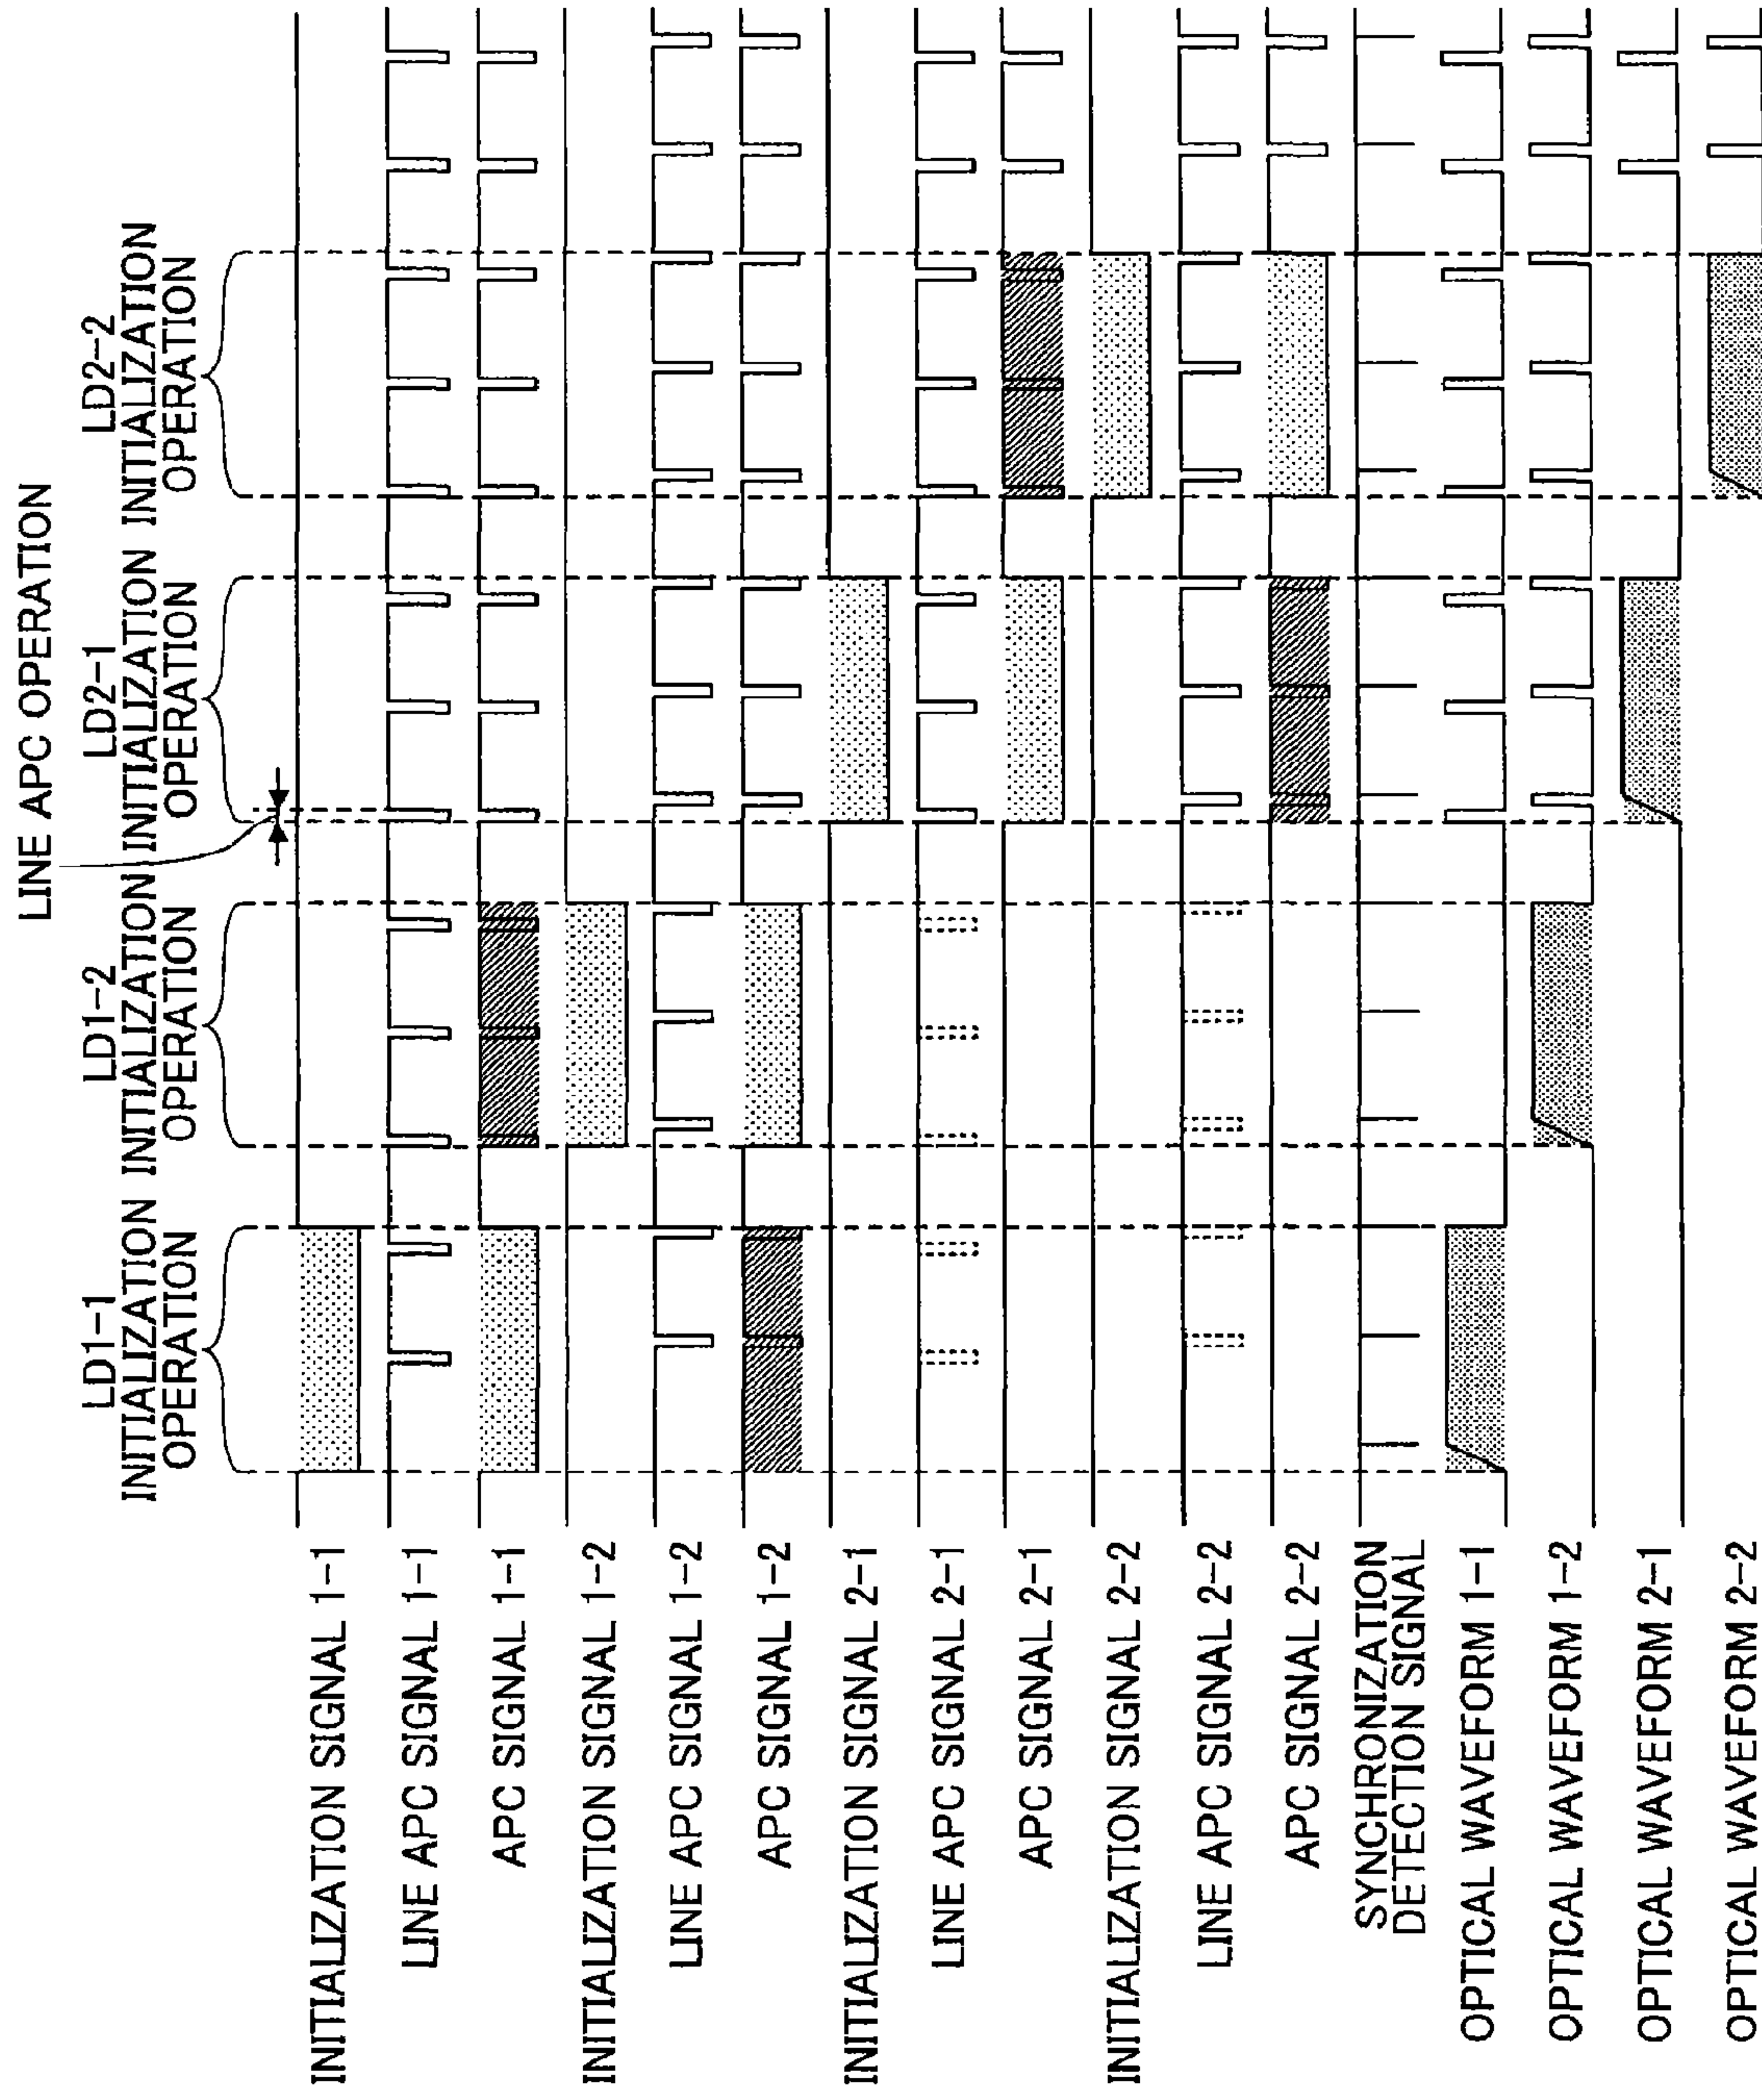 LINE APC OPERATION
LD1-1
INITIALIZATION
OPERATION
LD1-2
INITIALIZATION
OPERATION
LD2-1
INITIALIZATION
OPERATION
LD2-2
INITIALIZATION
OPERATION
INITIALIZATION SIGNAL 1-1
LINE APC SIGNAL 1-1
APC SIGNAL 1-1
INITIALIZATION SIGNAL 1-2
LINE APC SIGNAL 1-2
APC SIGNAL 1-2
INITIALIZATION SIGNAL 2-1
LINE APC SIGNAL 2-1
APC SIGNAL 2-1
INITIALIZATION SIGNAL 2-2
LINE APC SIGNAL 2-2
APC SIGNAL 2-2
SYNCHRONIZATION
DETECTION SIGNAL
OPTICAL WAVEFORM 1-1
OPTICAL WAVEFORM 1-2
OPTICAL WAVEFORM 2-1
OPTICAL WAVEFORM 2-2